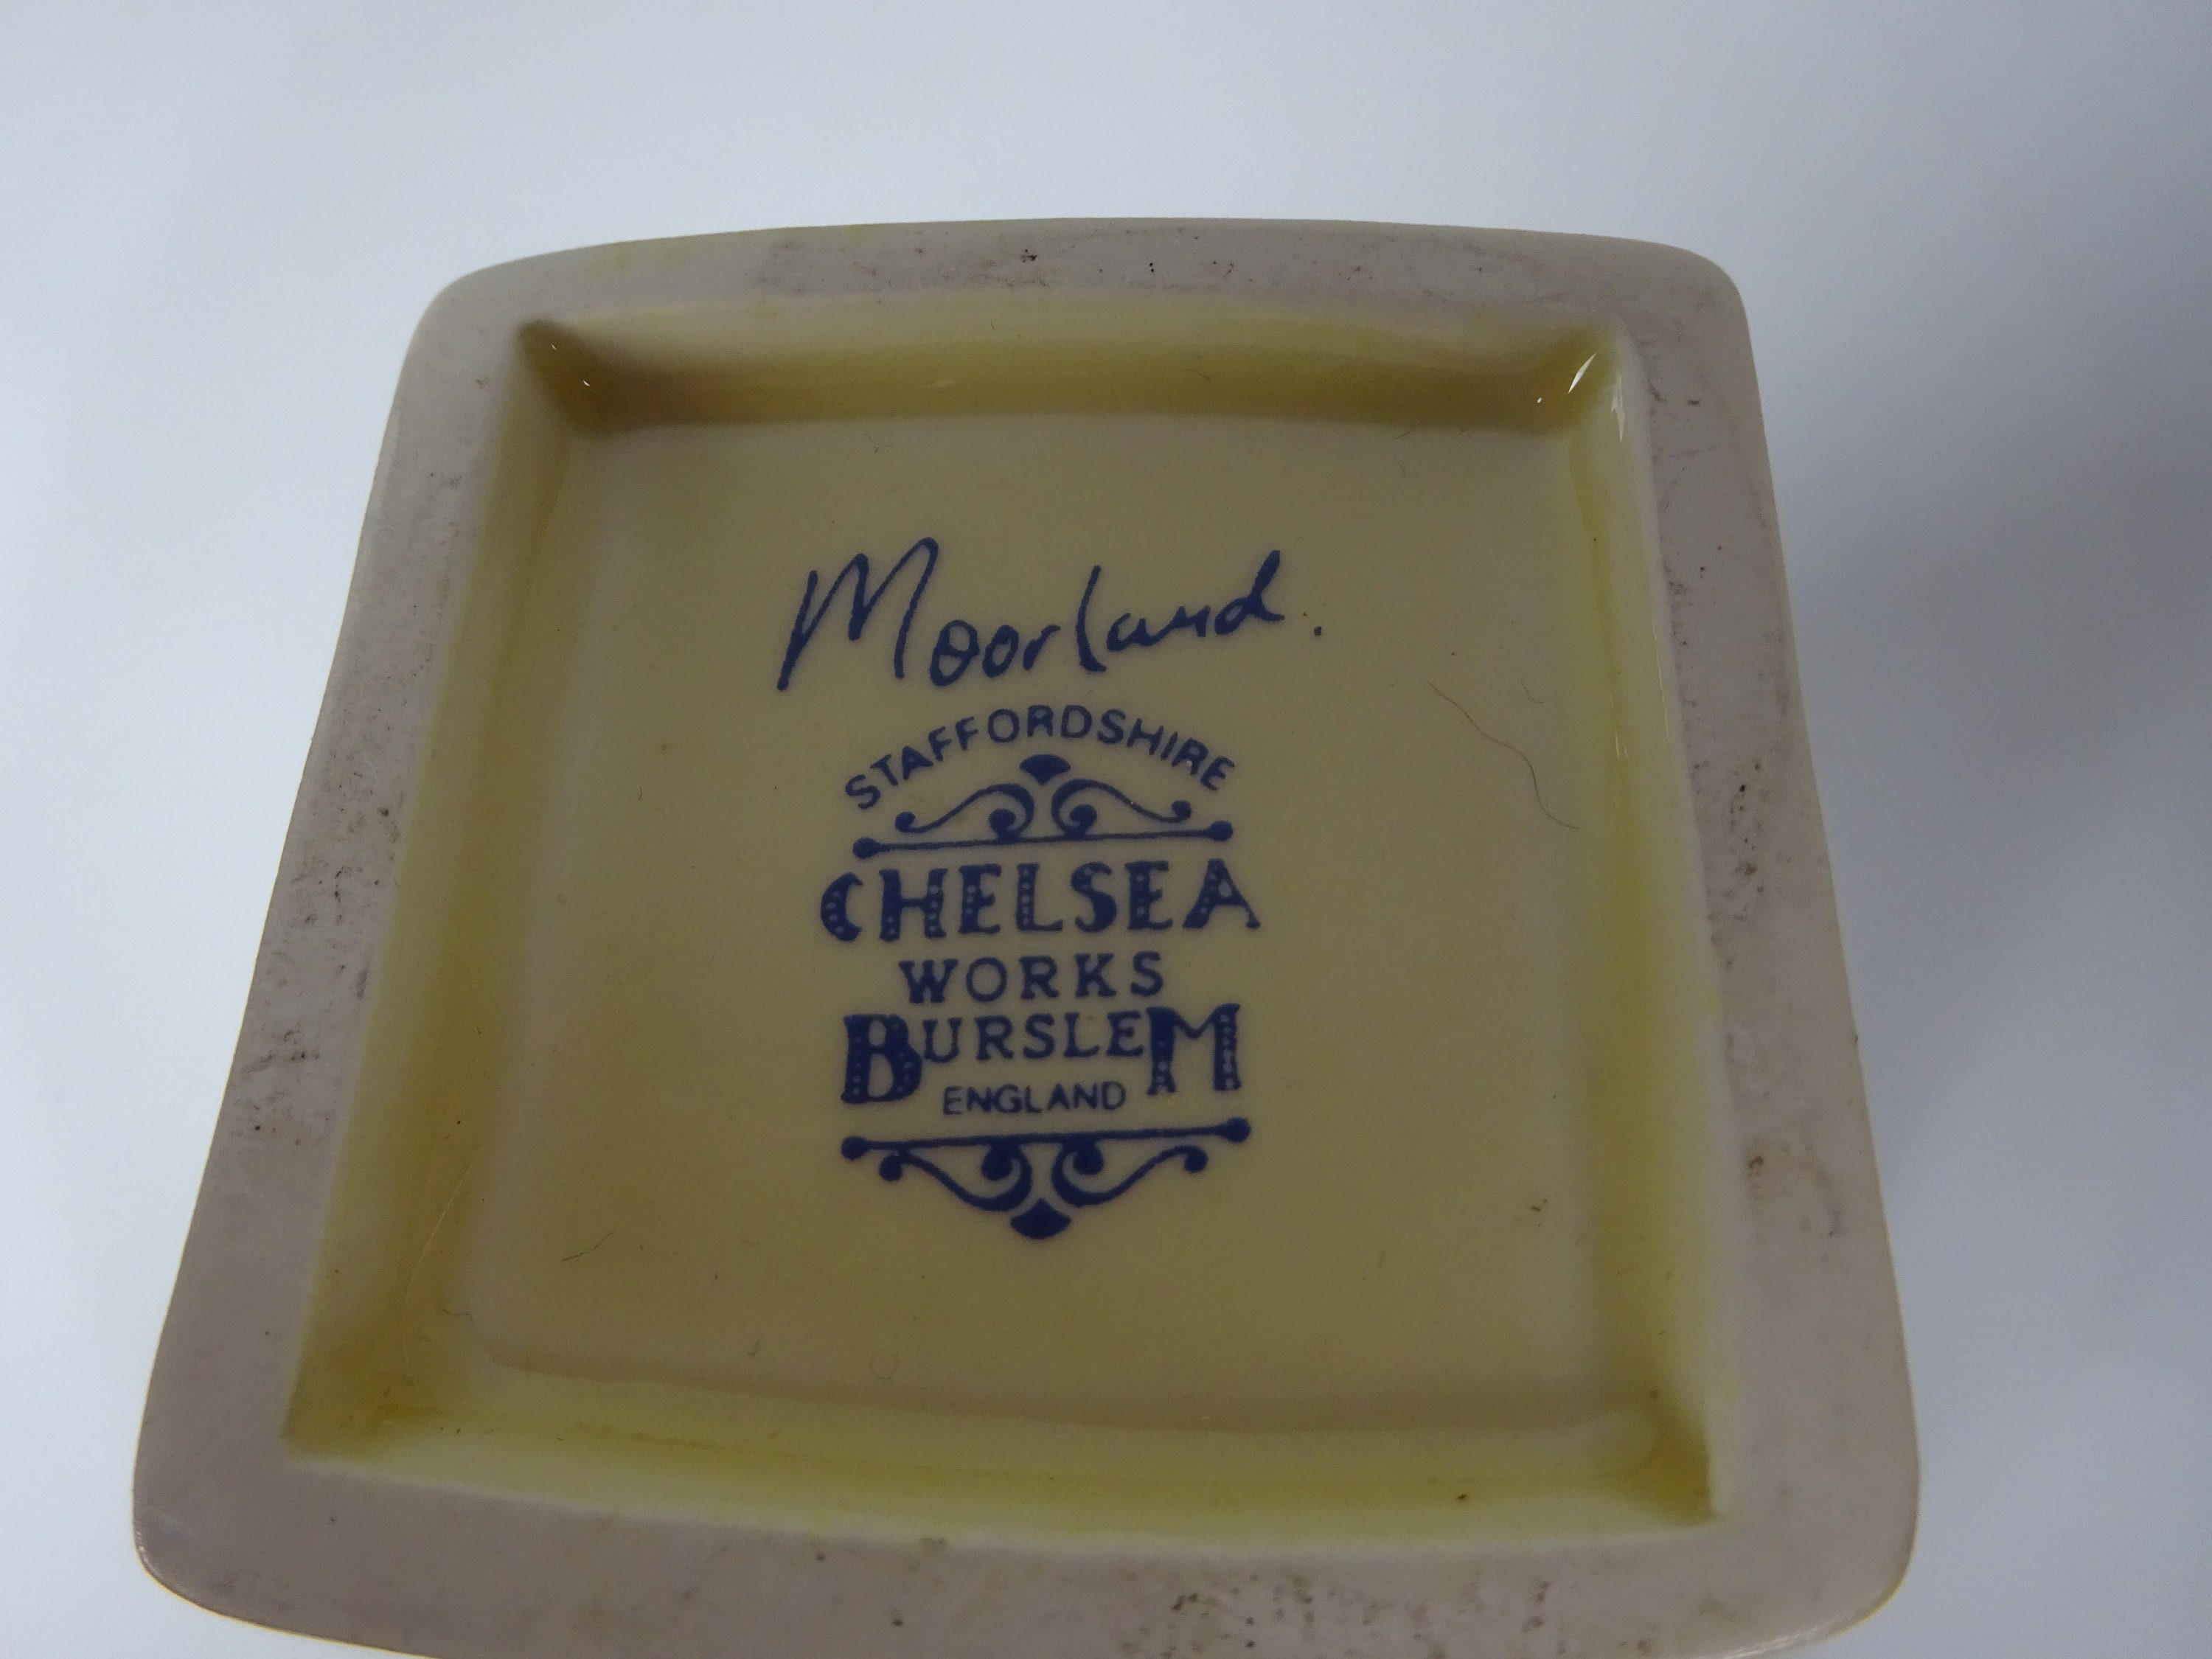 Moorland.
STAFFORDSHIRE
CHELSEA
WORKS
BURSLEM
ENGLAND